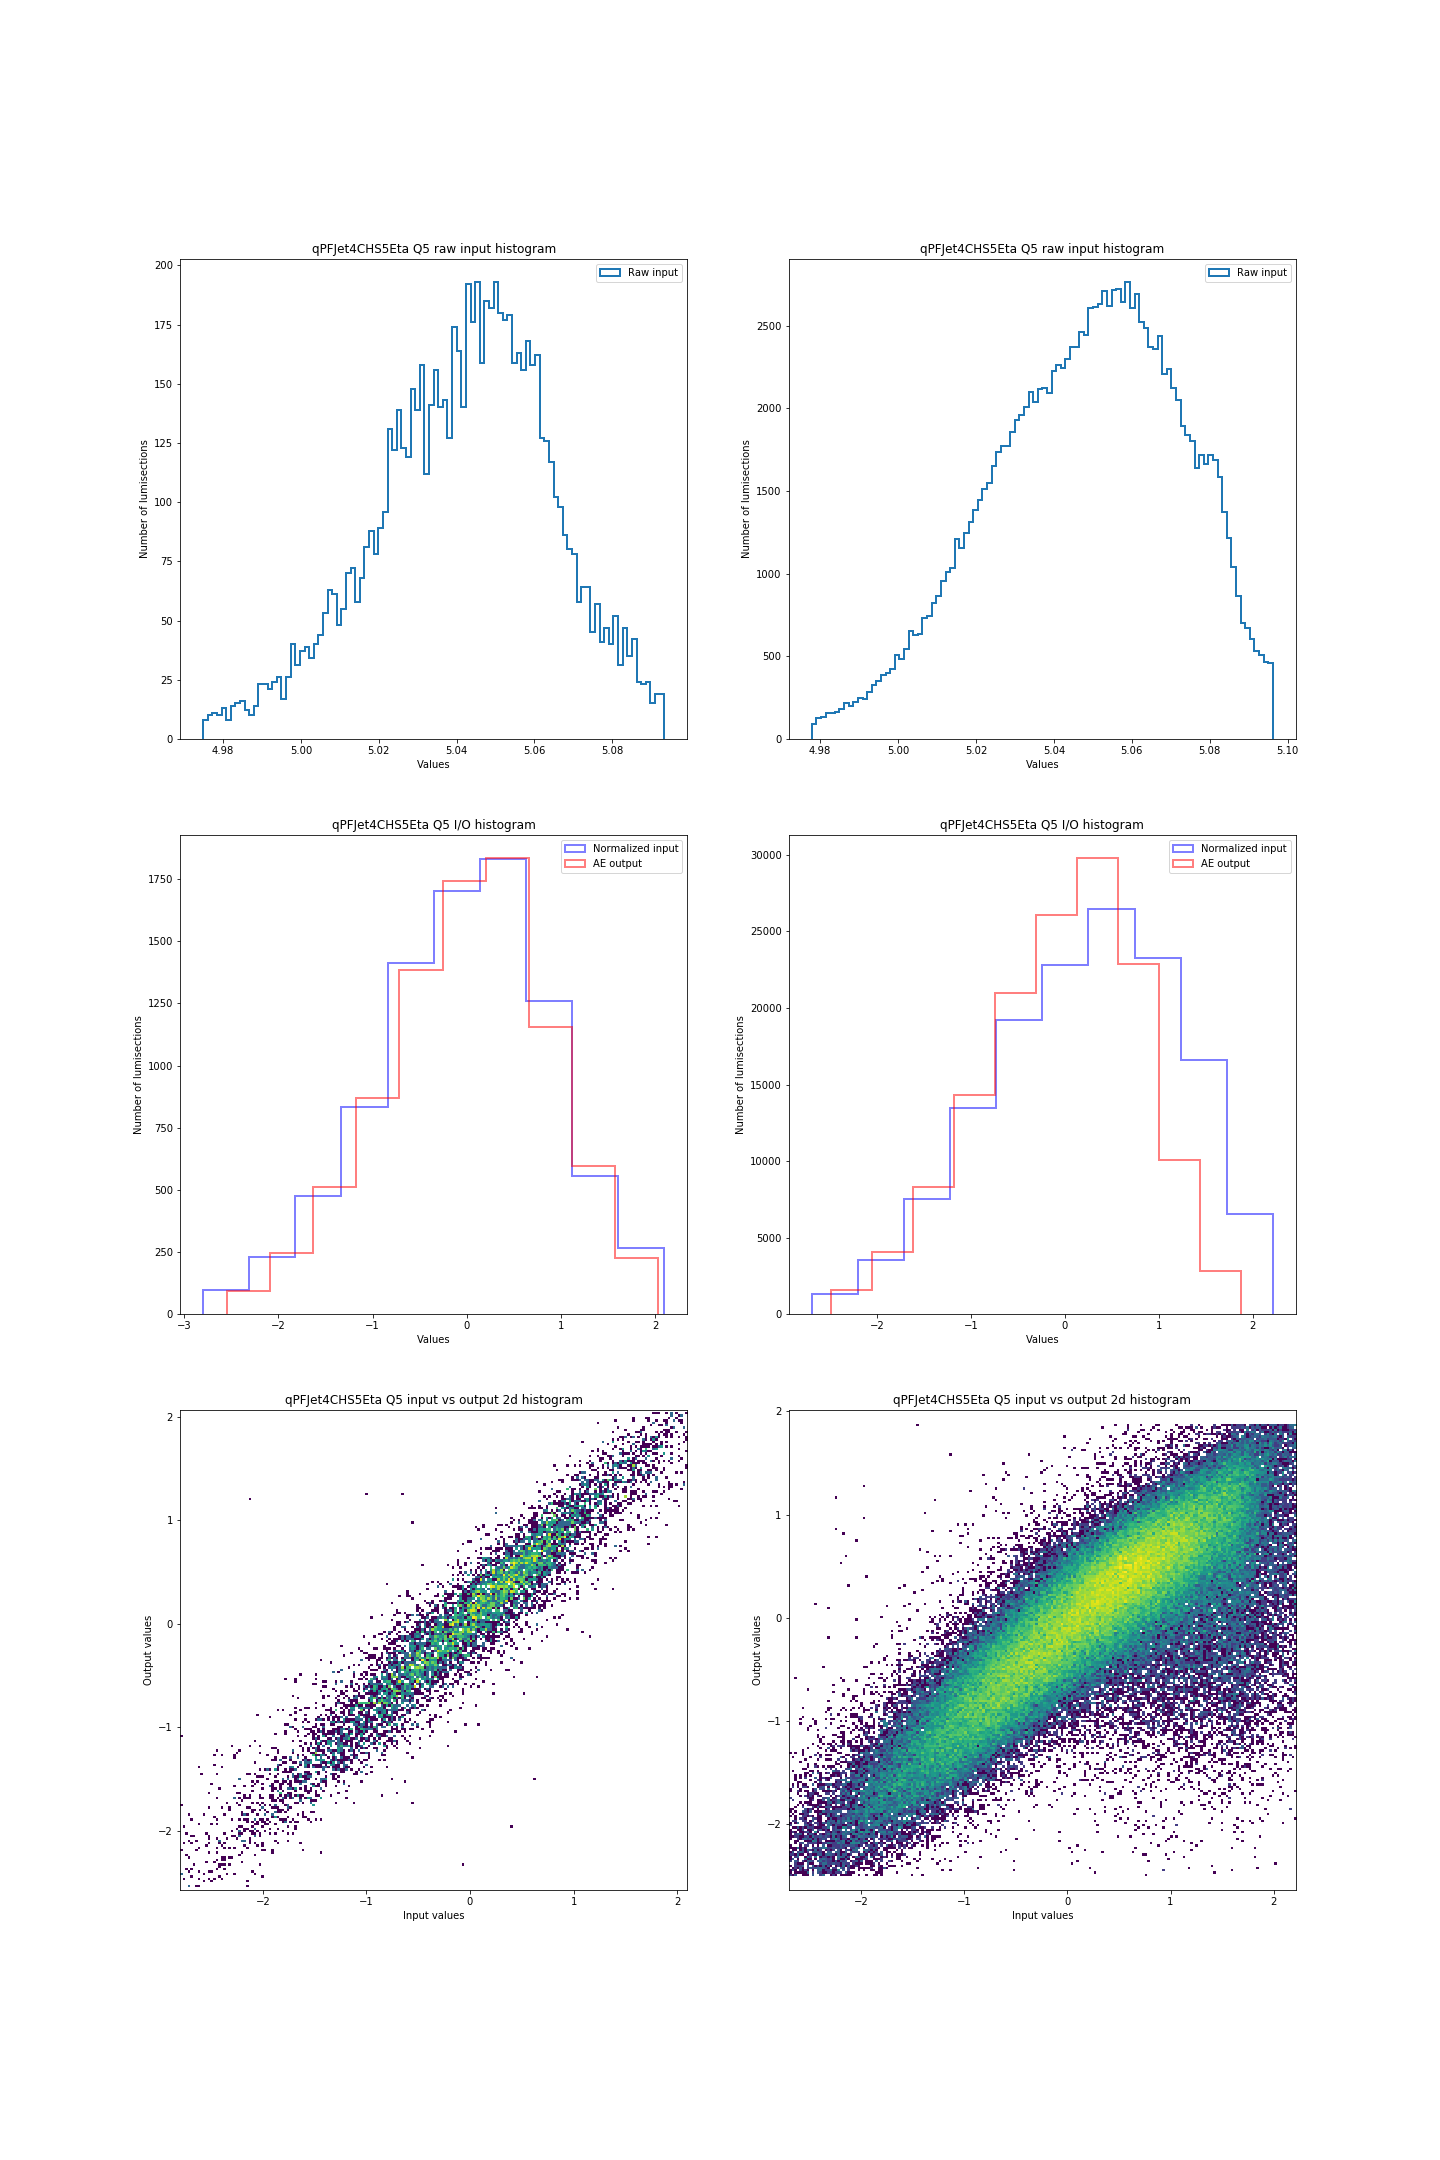 qPFJet4CHS5Eta Q5 raw input histogram
Raw input
200
175
150
125
100
75
50
25
0
Number of lumisections
4.98 5.00 5.02 5.04 5.06 5.08
Values
qPFJet4CHS5Eta Q5 raw input histogram
Raw input
2500
2000
1500
1000
500
0
Number of lumisections
4.98 5.00 5.02 5.04 5.06 5.08 5.10
Values
qPFJet4CHS5Eta Q5 I/O histogram
Normalized input
AE output
1750
1500
1250
1000
750
500
250
0
Number of lumisections
−3 −2 −1 0 1 2
Values
qPFJet4CHS5Eta Q5 I/O histogram
Normalized input
AE output
30000
25000
20000
15000
10000
5000
0
Number of lumisections
−2 −1 0 1 2
Values
qPFJet4CHS5Eta Q5 input vs output 2d histogram
2
1
0
−1
−2
Output values
−2 −1 0 1 2
Input values
qPFJet4CHS5Eta Q5 input vs output 2d histogram
2
1
0
−1
−2
Output values
−2 −1 0 1 2
Input values